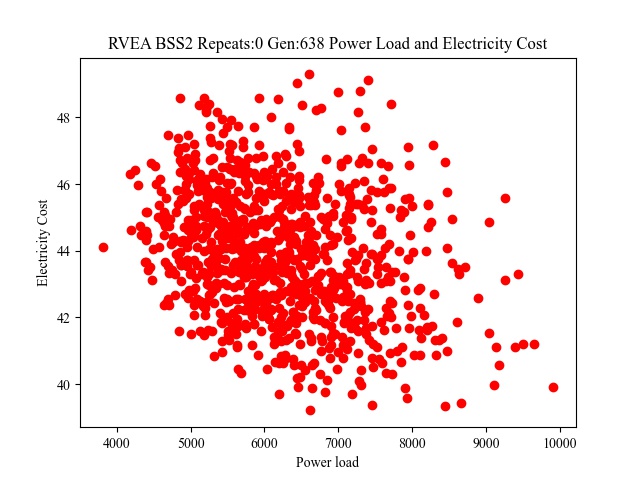 RVEA BSS2 Repeats:0 Gen:638 Power Load and Electricity Cost
48
46
44
42
40
Electricity Cost
4000 5000 6000 7000 8000 9000 10000
Power load